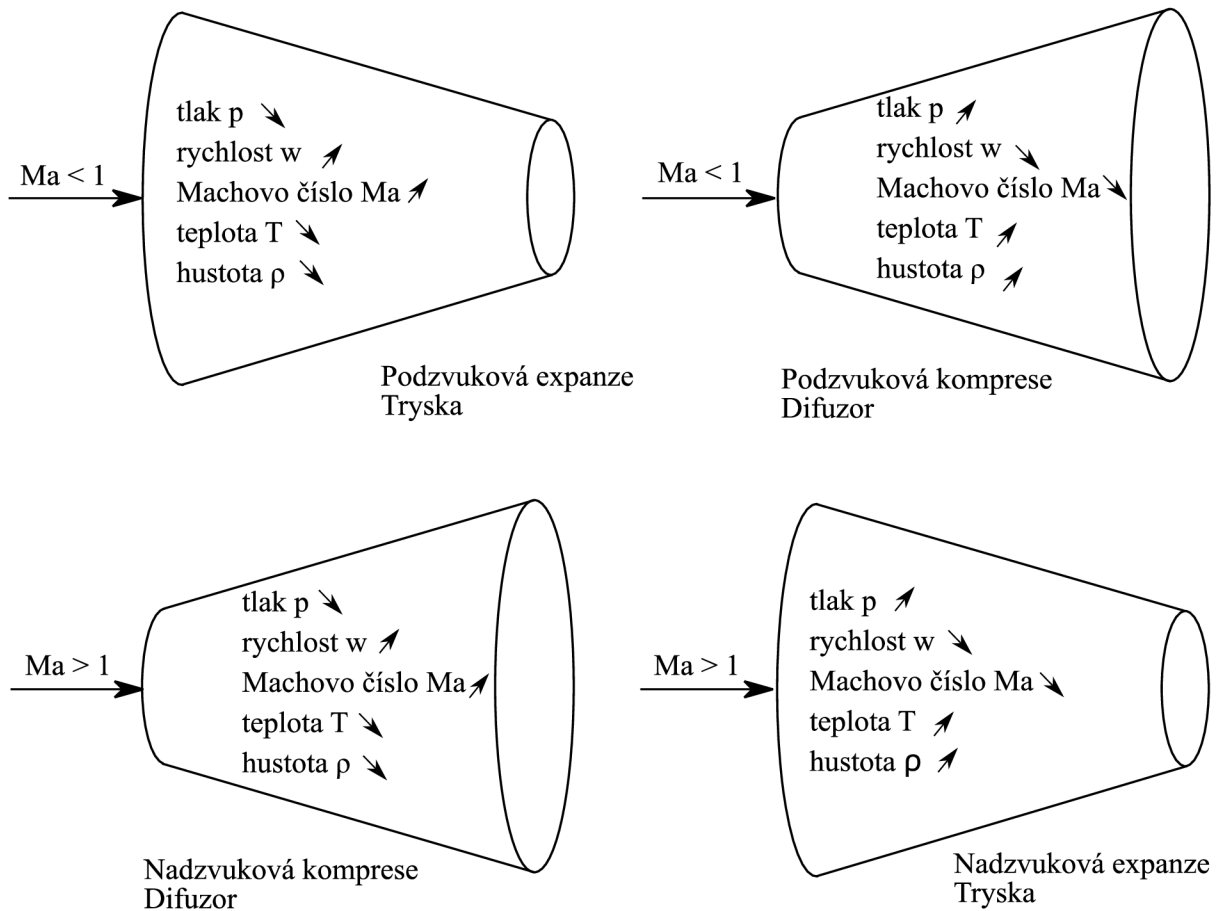 Ma < 1
tlak p
rychlost w
Machovo číslo Ma
teplota T
hustota ρ
Podzvuková expanze
Tryska
Ma < 1
tlak p
rychlost w
Machovo číslo Ma
teplota T
hustota ρ
Podzvuková komprese
Difuzor
Ma > 1
tlak p
rychlost w
Machovo číslo Ma
teplota T
hustota ρ
Nadzvuková komprese
Difuzor
Ma > 1
tlak p
rychlost w
Machovo číslo Ma
teplota T
hustota ρ
Nadzvuková expanze
Tryska